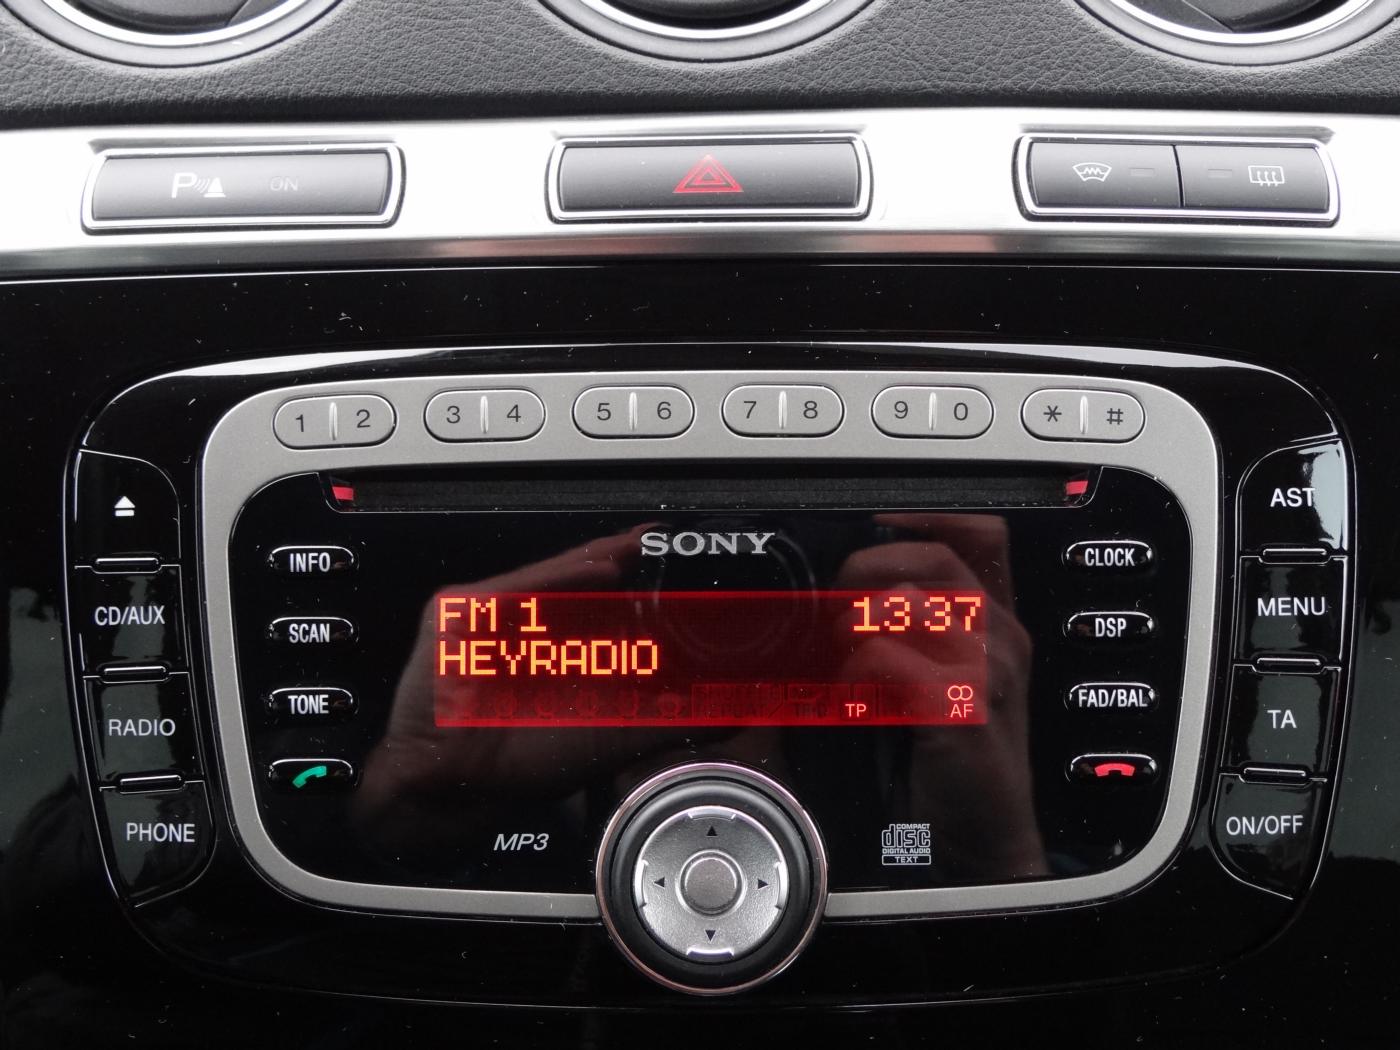 P ON
1 2 3 4 5 6 7 8 9 0 * #
AST
SONY
INFO
CLOCK
FM 1 13 37
CD/AUX
MENU
SCAN
DSP
HEYRADIO
TONE
FAD/BAL
TP AF
RADIO
TA
PHONE
ON/OFF
MP3
COMPACT
disc
DIGITAL AUDIO
TEXT